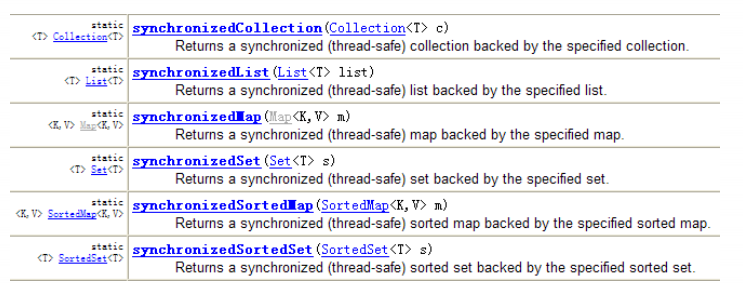 static
<T> Collection<T>
synchronizedCollection(Collection<T> c)
Returns a synchronized (thread-safe) collection backed by the specified collection.
static
<T> List<T>
synchronizedList(List<T> list)
Returns a synchronized (thread-safe) list backed by the specified list.
static
<K,V> Map<K,V>
synchronizedMap(Map<K,V> m)
Returns a synchronized (thread-safe) map backed by the specified map.
static
<T> Set<T>
synchronizedSet(Set<T> s)
Returns a synchronized (thread-safe) set backed by the specified set.
static
<K,V> SortedMap<K,V>
synchronizedSortedMap(SortedMap<K,V> m)
Returns a synchronized (thread-safe) sorted map backed by the specified sorted map.
static
<T> SortedSet<T>
synchronizedSortedSet(SortedSet<T> s)
Returns a synchronized (thread-safe) sorted set backed by the specified sorted set.